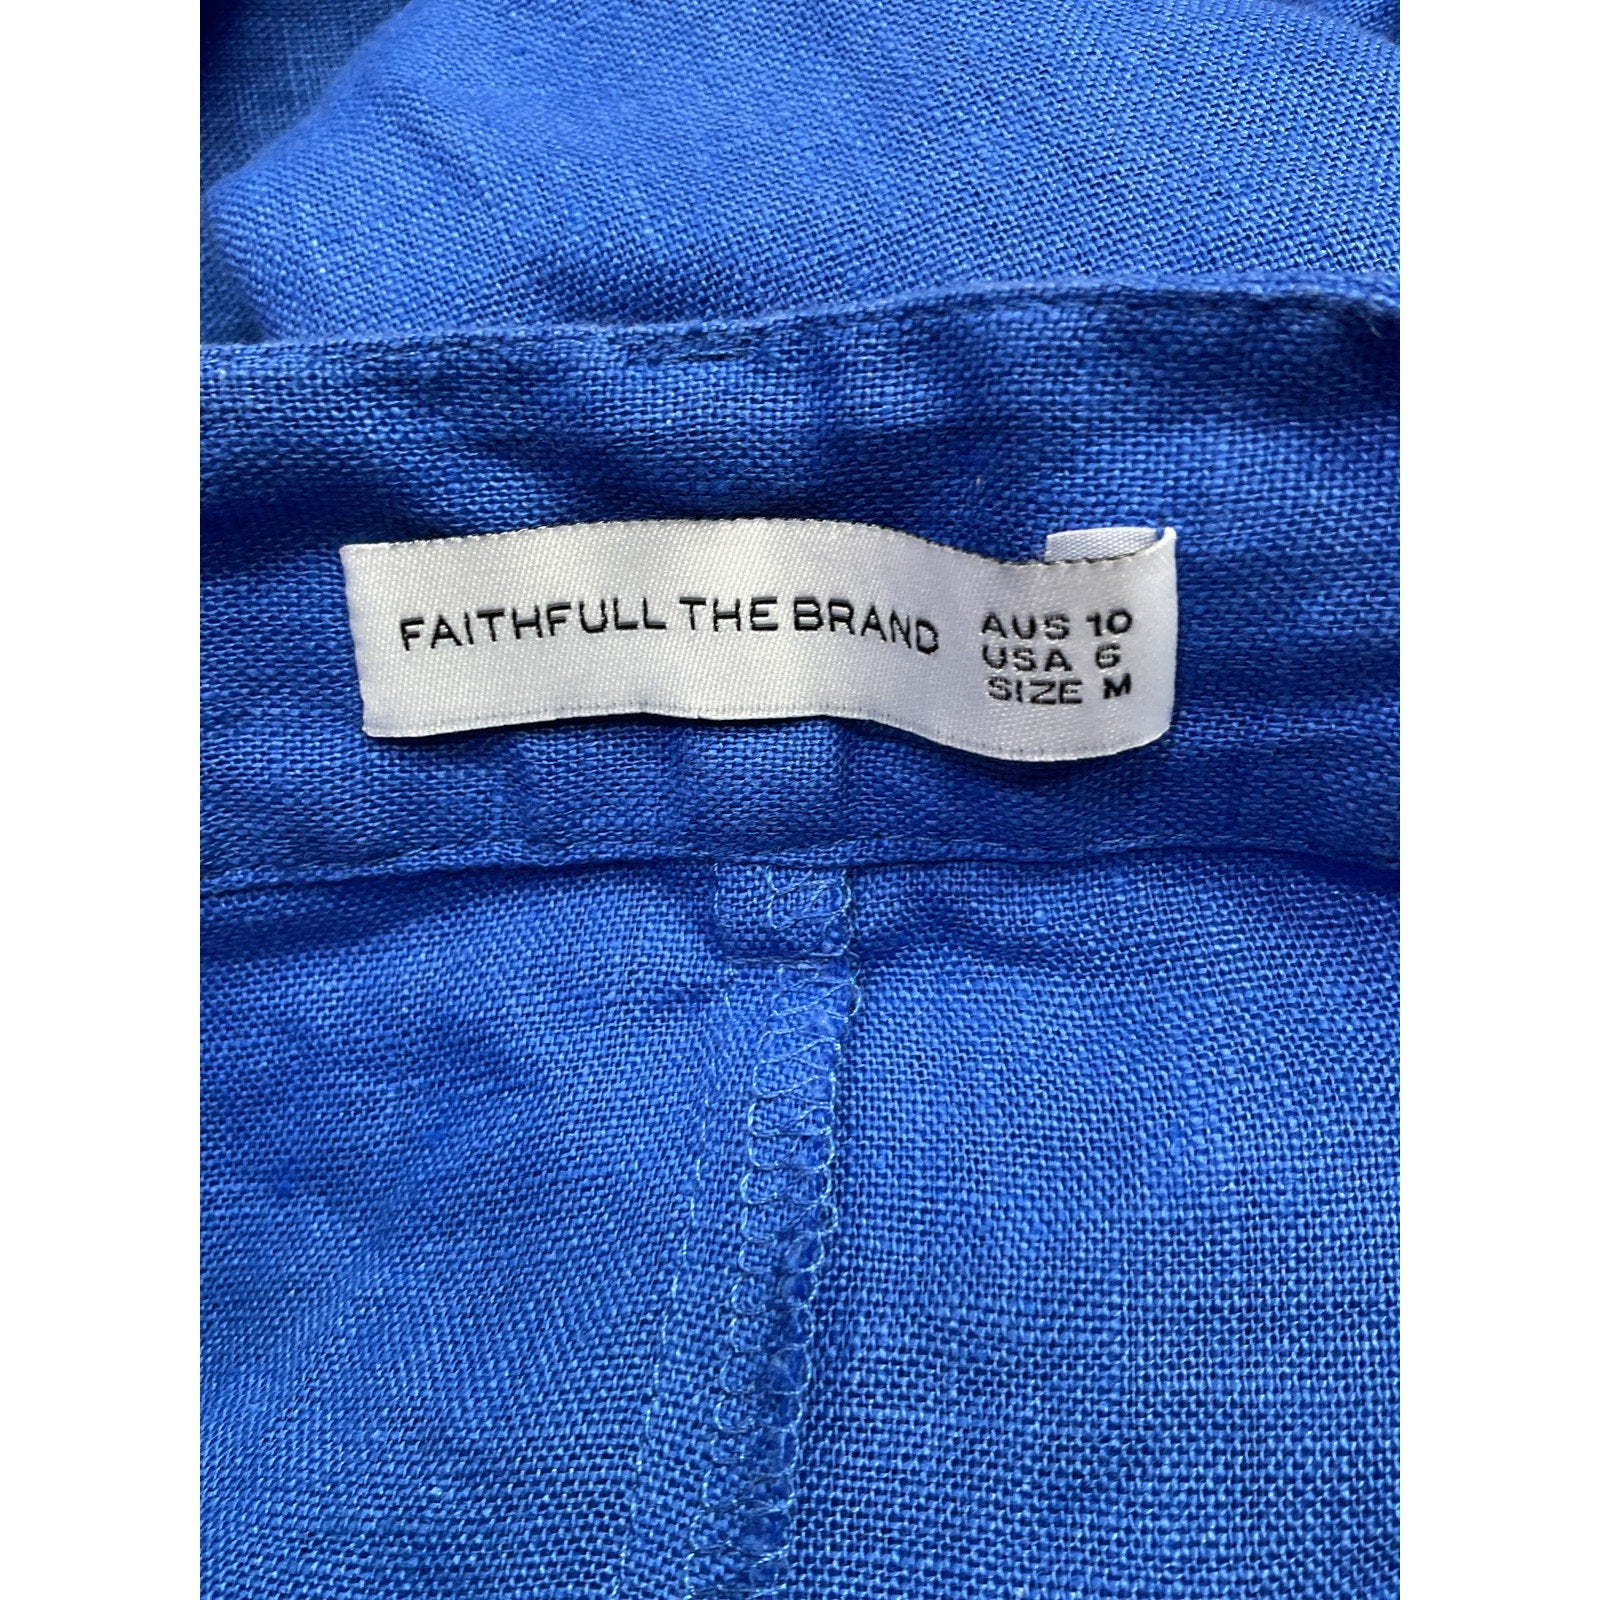 FAITHFULL THE BRAND
AUS 10
USA 6
SIZE M